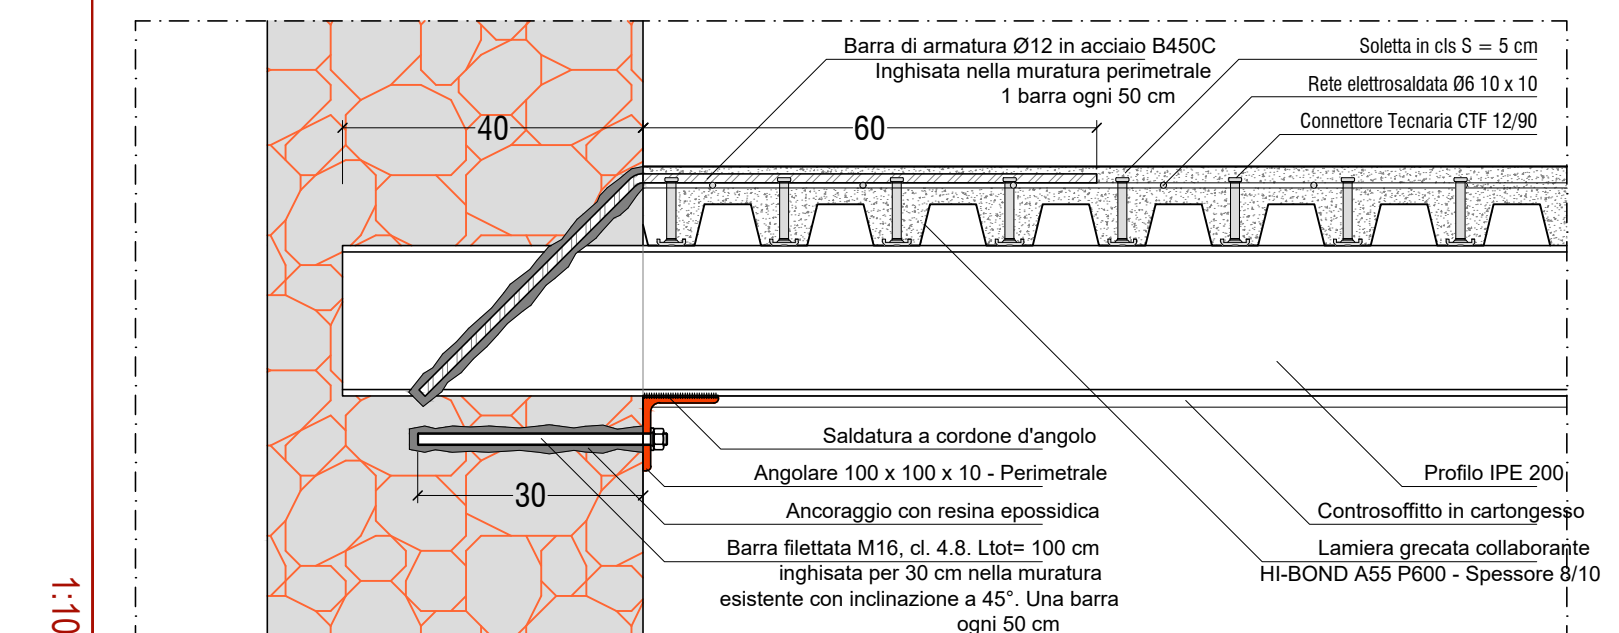 Barra di armatura Ø12 in acciaio B450C
Inghisata nella muratura perimetrale
1 barra ogni 50 cm
Soletta in cls S = 5 cm
Rete elettrosaldata Ø6 10 x 10
Connettore Tecnaria CTF 12/90
40
60
30
Saldatura a cordone d'angolo
Angolare 100 x 100 x 10 - Perimetrale
Ancoraggio con resina epossidica
Barra filettata M16, cl. 4.8. Ltot= 100 cm
inghisata per 30 cm nella muratura
esistente con inclinazione a 45°. Una barra
ogni 50 cm
Profilo IPE 200
Controsoffitto in cartongesso
Lamiera grecata collaborante
HI-BOND A55 P600 - Spessore 8/10
1:10